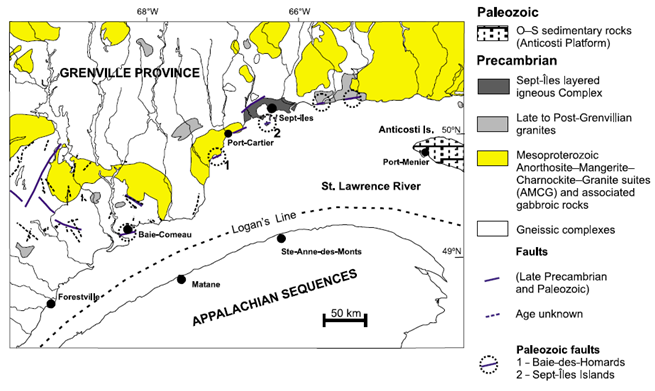 68°W
66°W
GRENVILLE PROVINCE
Sept-Iles
2
Anticosti Is.
50°N
Port-Cartier
Port-Menier
1
St. Lawrence River
Logan's Line
Baie-Comeau
49°N
Ste-Anne-des-Monts
Matane
Forestville
APPALACHIAN SEQUENCES
50 km
Paleozoic
O–S sedimentary rocks
(Anticosti Platform)
Precambrian
Sept-Îles layered
igneous Complex
Late to Post-Grenvillian
granites
Mesoproterozoic
Anorthosite–Mangerite–
Charnockite–Granite suites
(AMCG) and associated
gabbroic rocks
Gneissic complexes
Faults
(Late Precambrian
and Paleozoic)
Age unknown
Paleozoic faults
1 - Baie-des-Homards
2 - Sept-Îles Islands